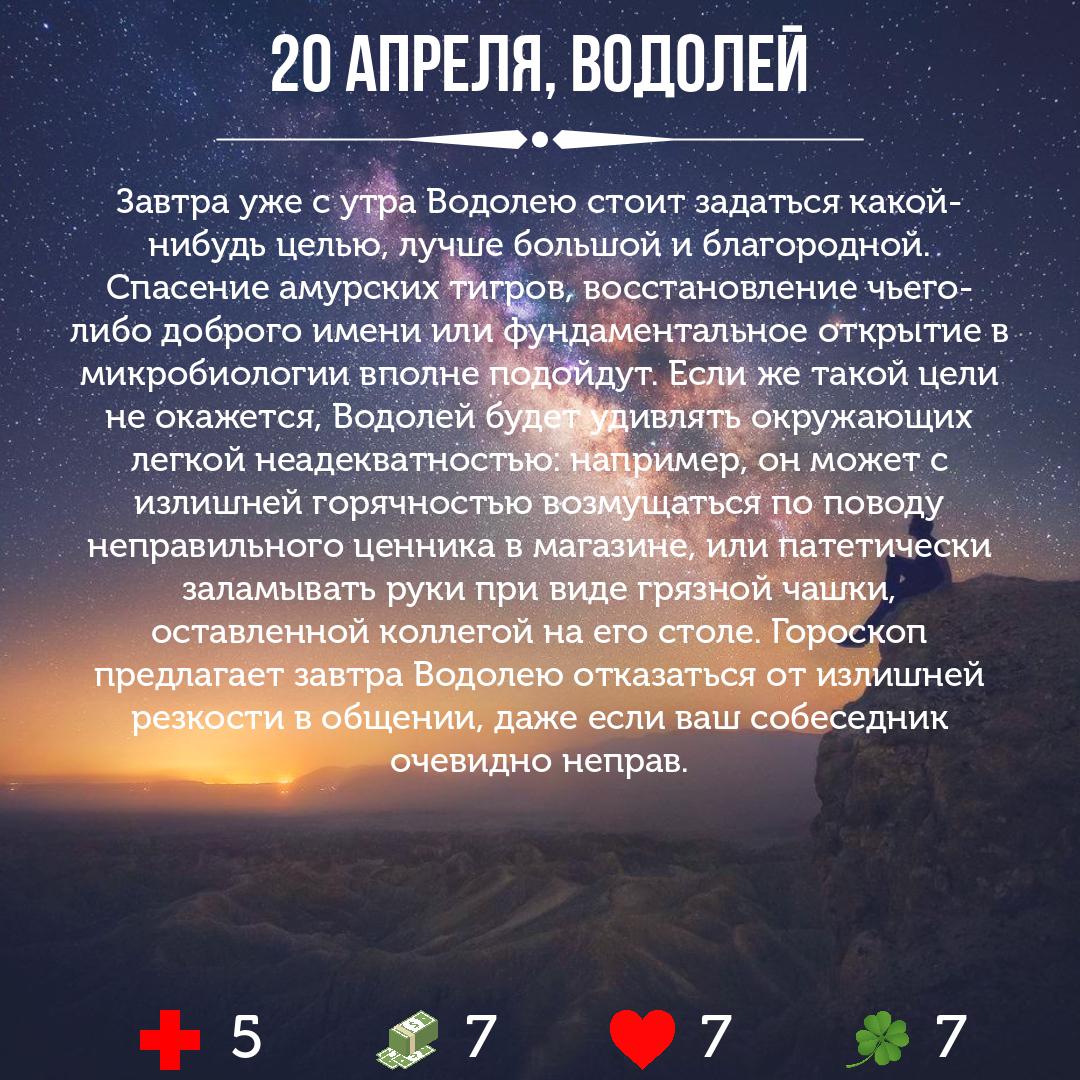 20 АПРЕЛЯ, ВОДОЛЕЙ
Завтра уже с утра Водолею стоит задаться какой-
нибудь целью, лучше большой и благородной.
Спасение амурских тигров, восстановление чьего-
либо доброго имени или фундаментальное открытие в
микробиологии вполне подойдут. Если же такой цели
не окажется, Водолей будет удивлять окружающих
легкой неадекватностью: например, он может с
излишней горячностью возмущаться по поводу
неправильного ценника в магазине, или патетически
заламывать руки при виде грязной чашки,
оставленной коллегой на его столе. Гороскоп
предлагает завтра Водолею отказаться от излишней
резкости в общении, даже если ваш собеседник
очевидно неправ.
5 7 7 7